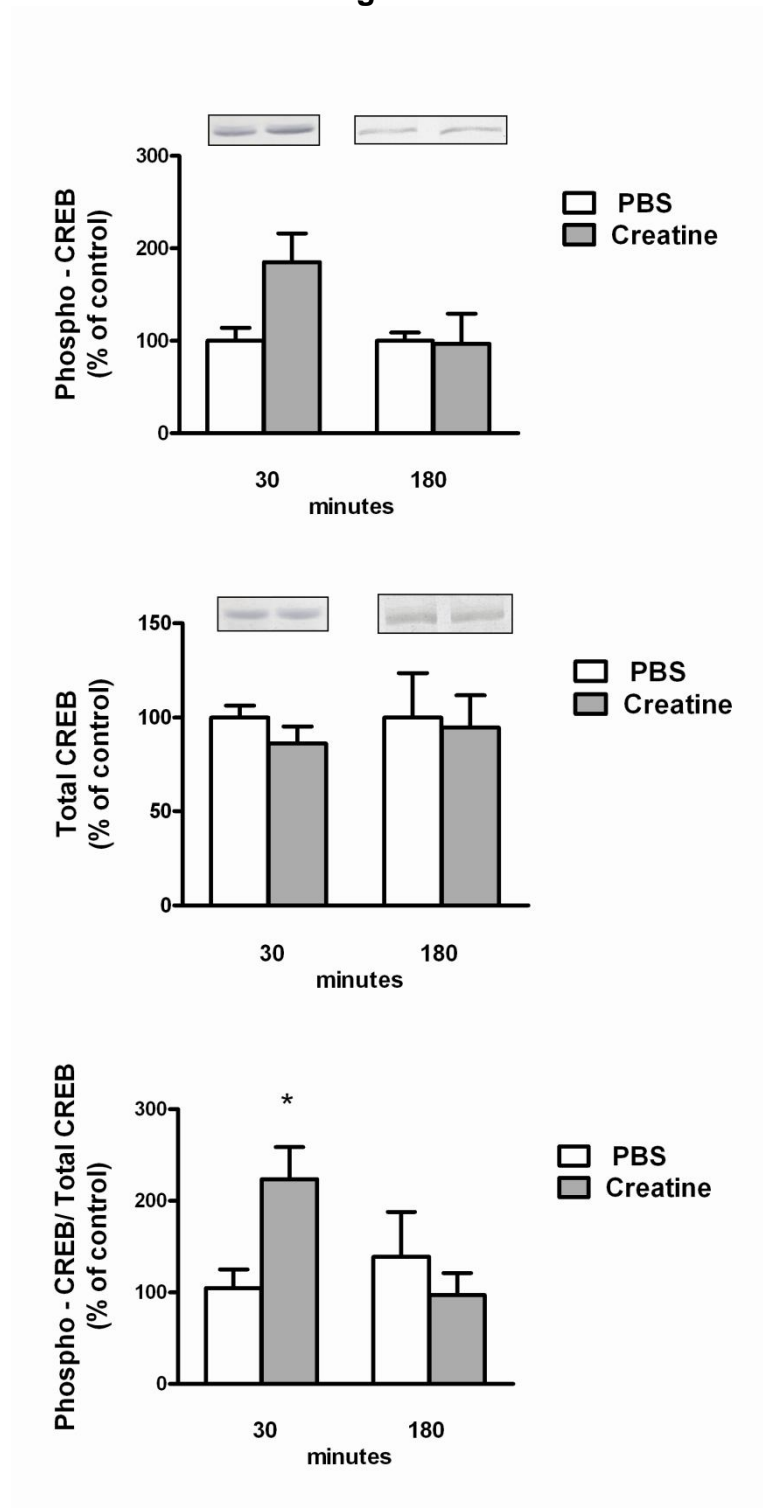 g
300
200
100
0
Phospho - CREB
(% of control)
PBS
Creatine
30
180
minutes
150
100
50
0
Total CREB
(% of control)
PBS
Creatine
30
180
minutes
*
300
200
100
0
Phospho - CREB/ Total CREB
(% of control)
PBS
Creatine
30
180
minutes